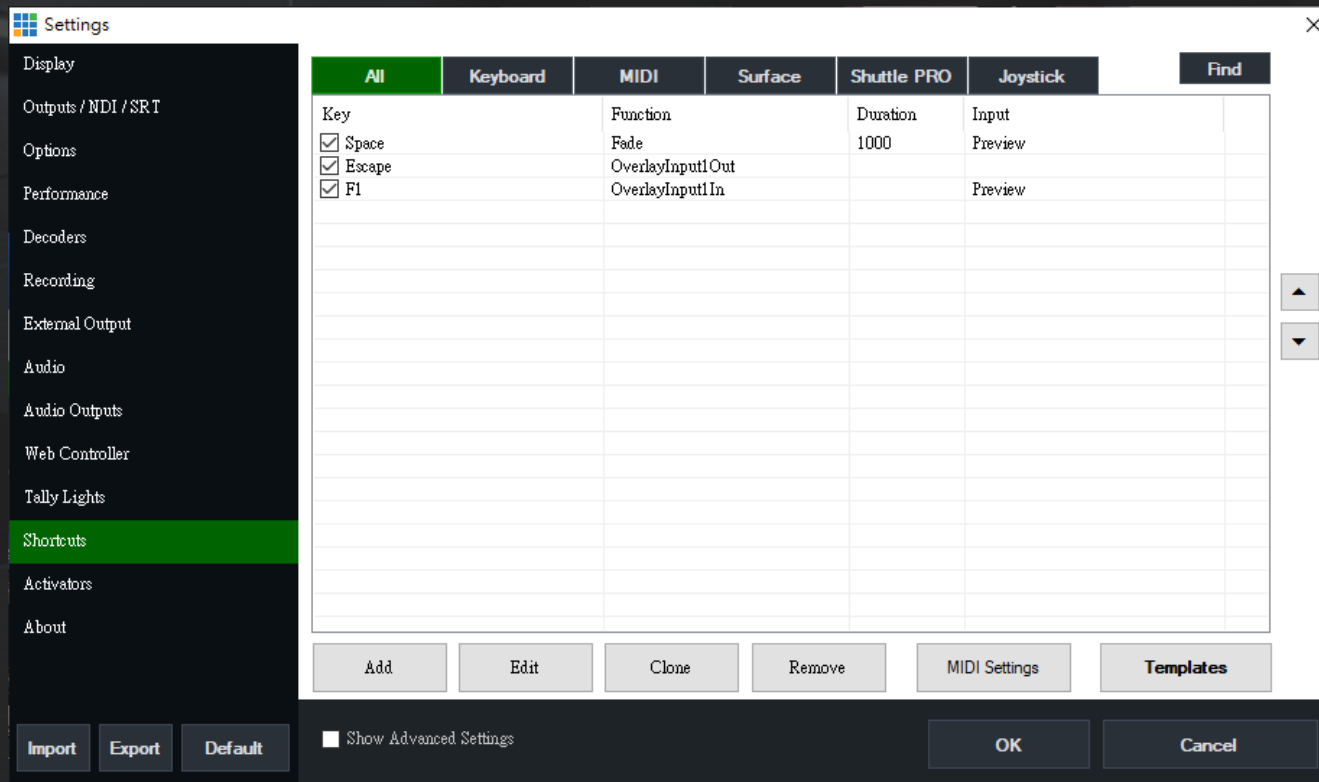 Settings
Display
Outputs / NDI / SRT
Options
Performance
Decoders
Recording
External Output
Audio
Audio Outputs
Web Controller
Tally Lights
Shortcuts
Activators
About
Import Export Default
All Keyboard MIDI Surface Shuttle PRO Joystick Find
Key Function Duration Input
Space Fade 1000 Preview
Escape OverlayInput1Out
F1 OverlayInput1In Preview
Add Edit Clone Remove MIDI Settings Templates
Show Advanced Settings OK Cancel